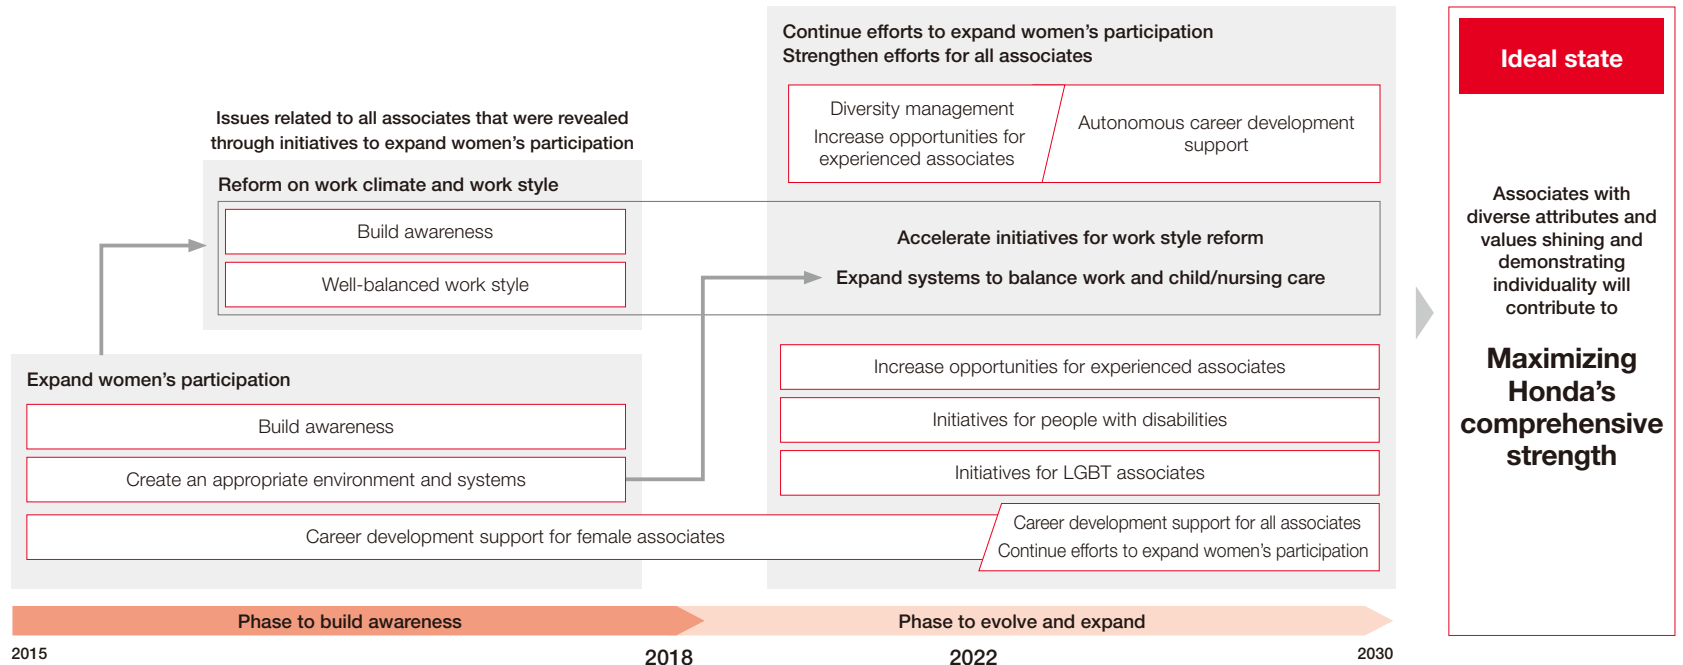 Issues related to all associates that were revealed
through initiatives to expand women's participation
Reform on work climate and work style
Build awareness
Well-balanced work style
Expand women's participation
Build awareness
Create an appropriate environment and systems
Career development support for female associates
Continue efforts to expand women's participation
Strengthen efforts for all associates
Diversity management
Increase opportunities for
experienced associates
Autonomous career development
support
Accelerate initiatives for work style reform
Expand systems to balance work and child/nursing care
Increase opportunities for experienced associates
Initiatives for people with disabilities
Initiatives for LGBT associates
Career development support for all associates
Continue efforts to expand women's participation
Phase to build awareness
Phase to evolve and expand
2015
2018
2022
2030
Ideal state
Associates with
diverse attributes and
values shining and
demonstrating
individuality will
contribute to
Maximizing
Honda's
comprehensive
strength